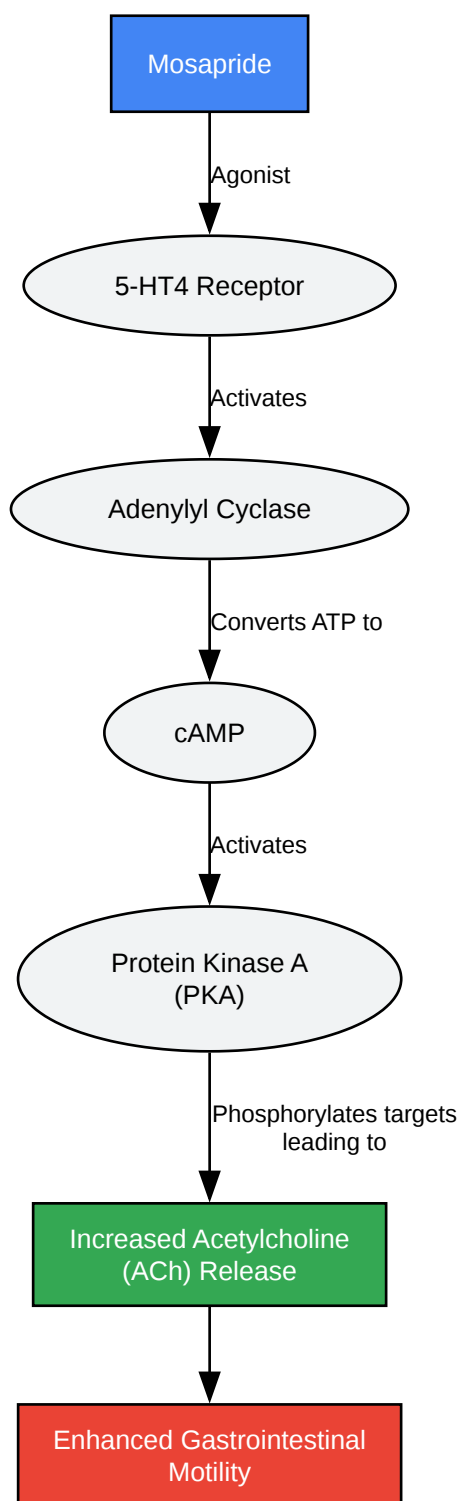 Mosapride
Agonist
5-HT4 Receptor
Activates
Adenylyl Cyclase
Converts ATP to
cAMP
Activates
Protein Kinase A
(PKA)
Phosphorylates targets
leading to
Increased Acetylcholine
(ACh) Release
Enhanced Gastrointestinal
Motility